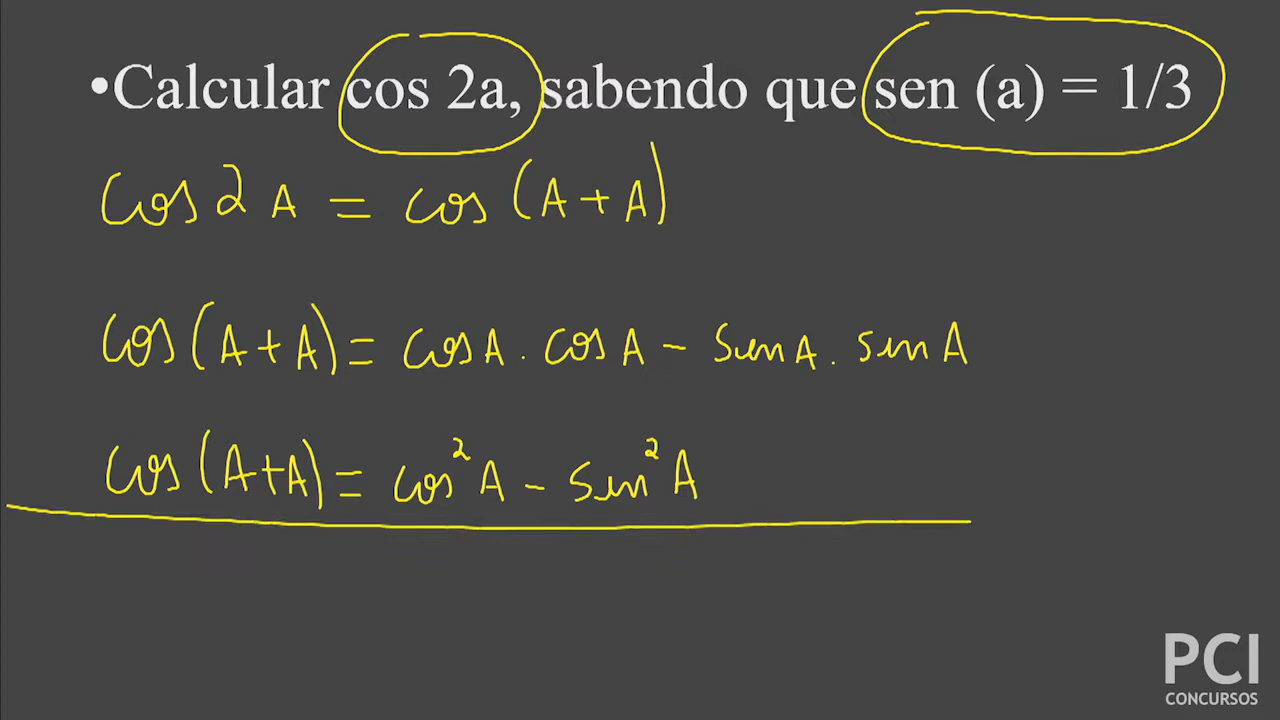 •Calcular cos 2a, sabendo que sen (a) = 1/3
cos 2A = cos (A + A)
cos (A + A) = cos A . cos A - sen A . sen A
cos (A + A) = cos² A - sen² A
PCI
CONCURSOS